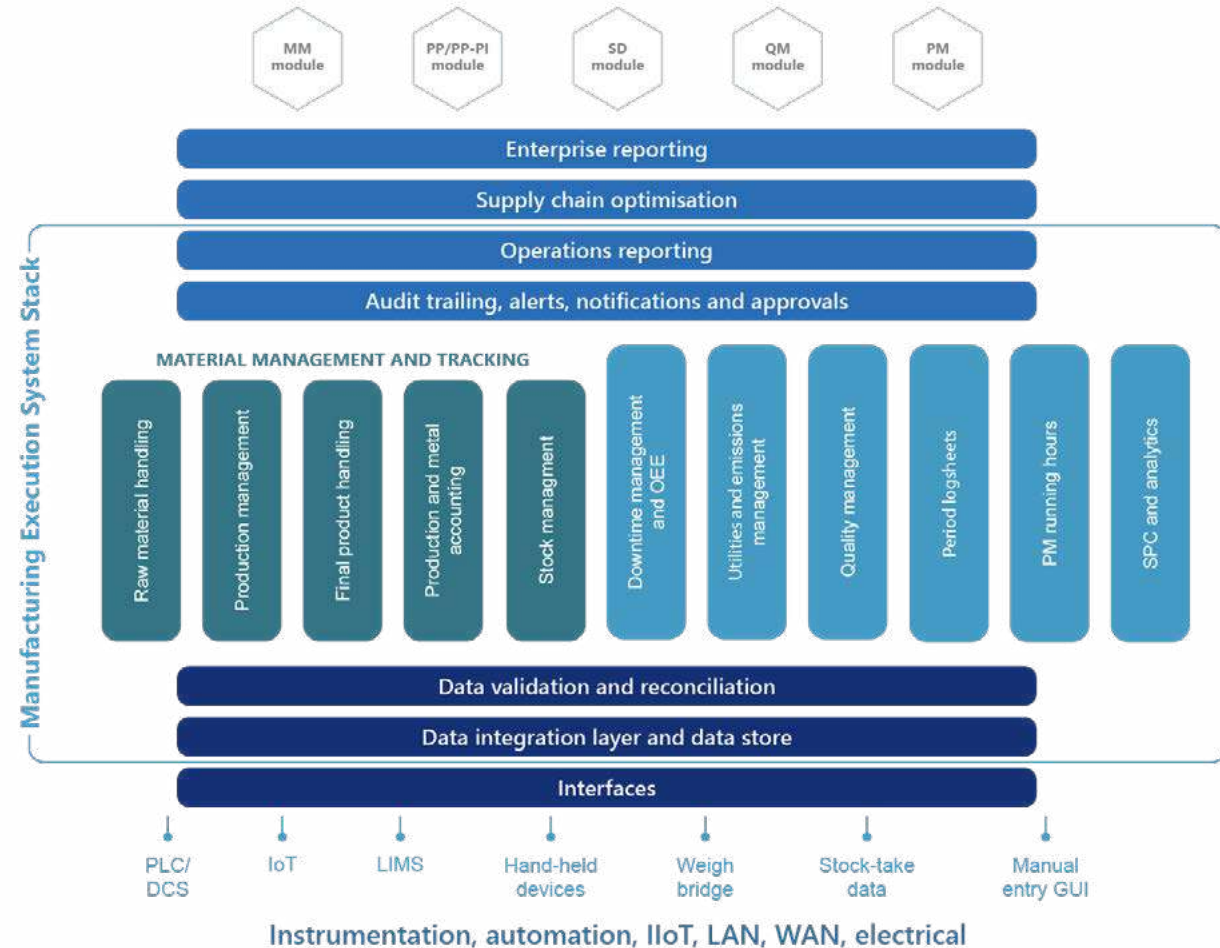 MM
module
PP/PP-PI
module
SD
module
QM
module
PM
module
Enterprise reporting
Supply chain optimisation
Operations reporting
Audit trailing, alerts, notifications and approvals
Manufacturing Execution System Stack
MATERIAL MANAGEMENT AND TRACKING
Raw material handling
Production management
Final product handling
Production and metal
accounting
Stock managment
Downtime management
and OEE
Utilities and emissions
management
Quality management
Period logsheets
PM running hours
SPC and analytics
Data validation and reconciliation
Data integration layer and data store
Interfaces
PLC/
DCS
IoT
LIMS
Hand-held
devices
Weigh
bridge
Stock-take
data
Manual
entry GUI
Instrumentation, automation, IIoT, LAN, WAN, electrical